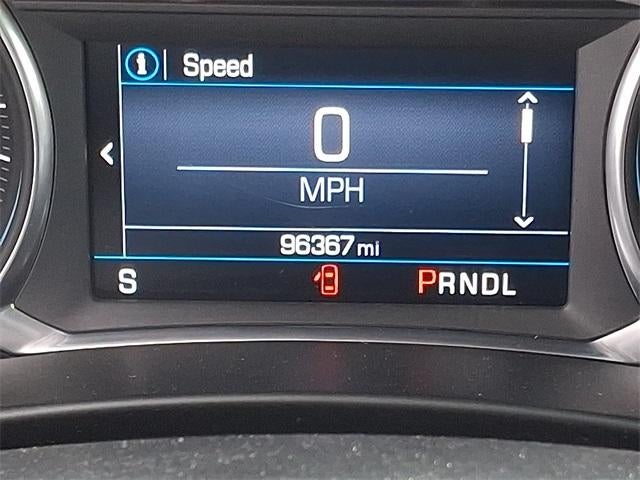 i Speed
0
MPH
96367 mi
S PRNDL